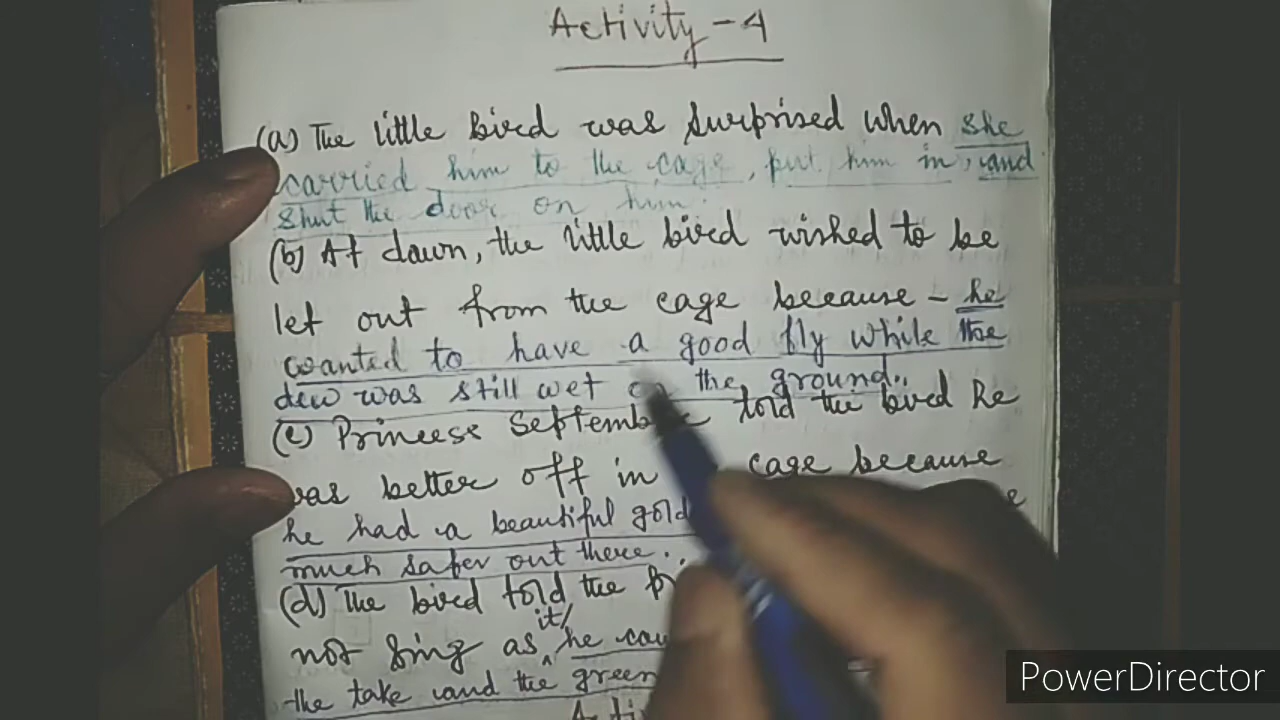 Activity - 4
(a) The little bird was surprised when she
carried him to the cage, put him in, and
shut the door on him.
(b) At dawn, the little bird wished to be
let out from the cage because - he
wanted to have a good fly while the
dew was still wet on the ground.
(c) Princess September told the bird he
was better off in cage because
he had a beautiful
much safer out there.
(d) The bird told the
not sing as it/ he
the lake and the green
PowerDirector